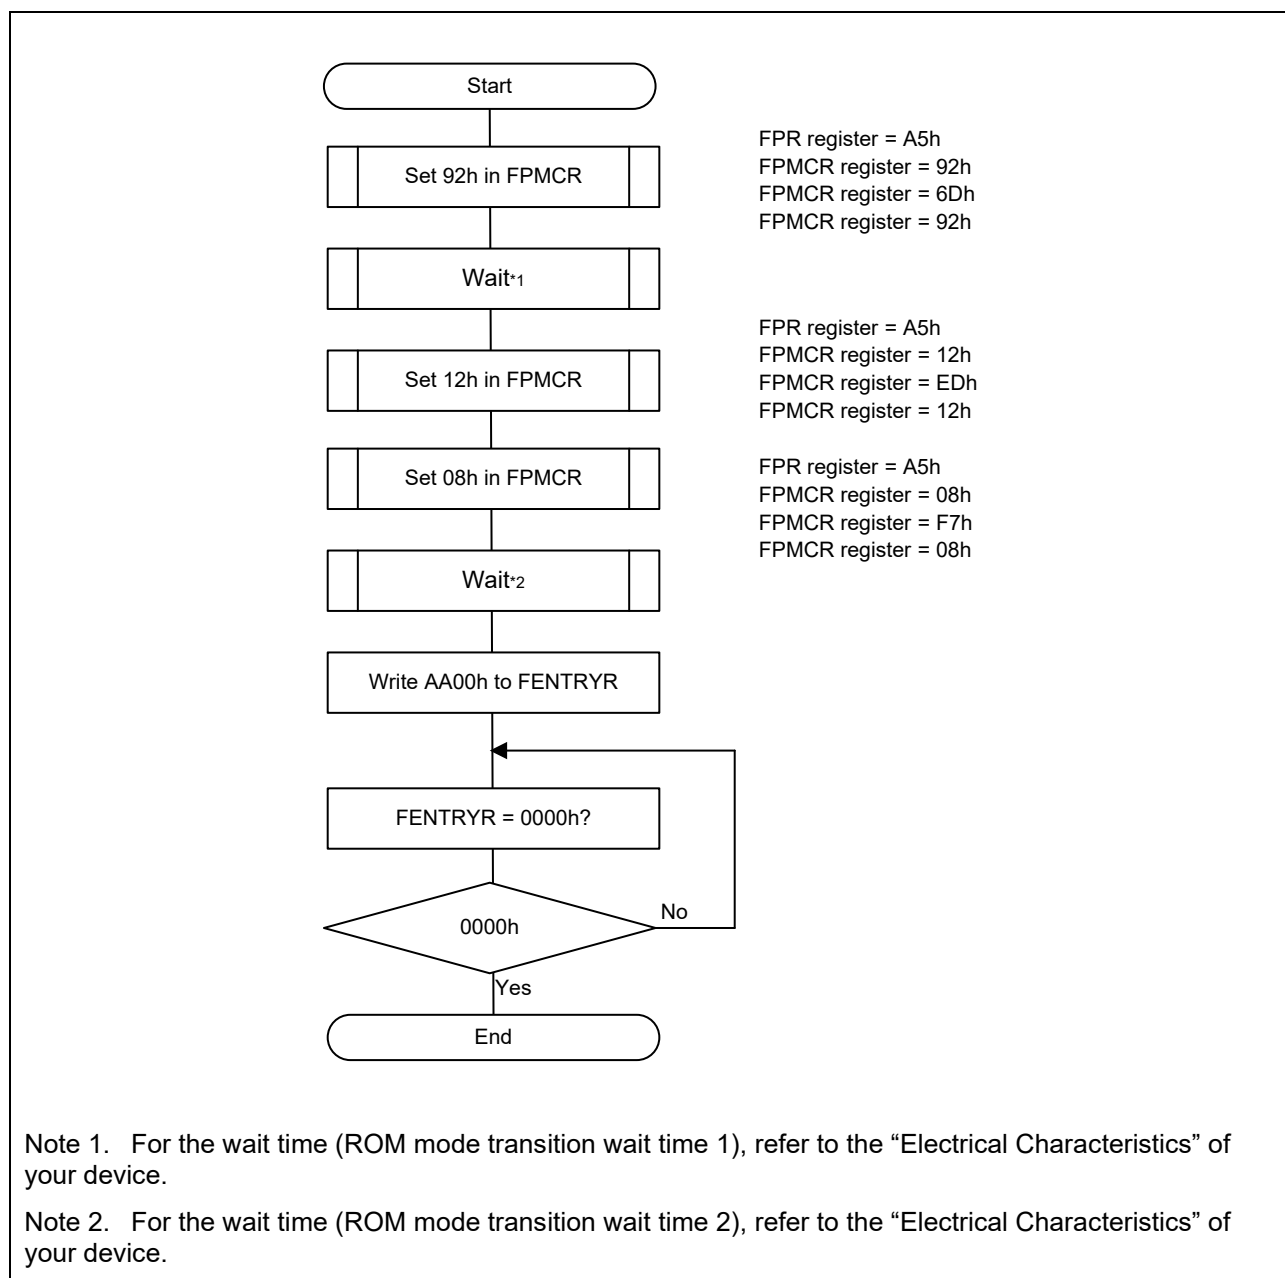 Start
Set 92h in FPMCR
FPR register = A5h
FPMCR register = 92h
FPMCR register = 6Dh
FPMCR register = 92h
Wait*1
Set 12h in FPMCR
FPR register = A5h
FPMCR register = 12h
FPMCR register = EDh
FPMCR register = 12h
Set 08h in FPMCR
FPR register = A5h
FPMCR register = 08h
FPMCR register = F7h
FPMCR register = 08h
Wait*2
Write AA00h to FENTRYR
FENTRYR = 0000h?
0000h
No
Yes
End
Note 1. For the wait time (ROM mode transition wait time 1), refer to the “Electrical Characteristics” of
your device.
Note 2. For the wait time (ROM mode transition wait time 2), refer to the “Electrical Characteristics” of
your device.